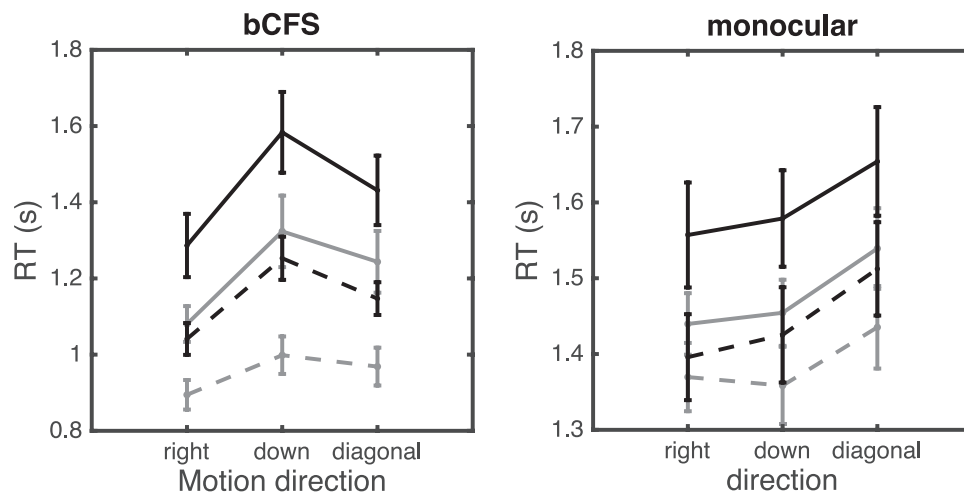 bCFS
1.8
1.6
1.4
1.2
1
0.8
RT (s)
right down diagonal
Motion direction
monocular
1.8
1.7
1.6
1.5
1.4
1.3
RT (s)
right down diagonal
direction